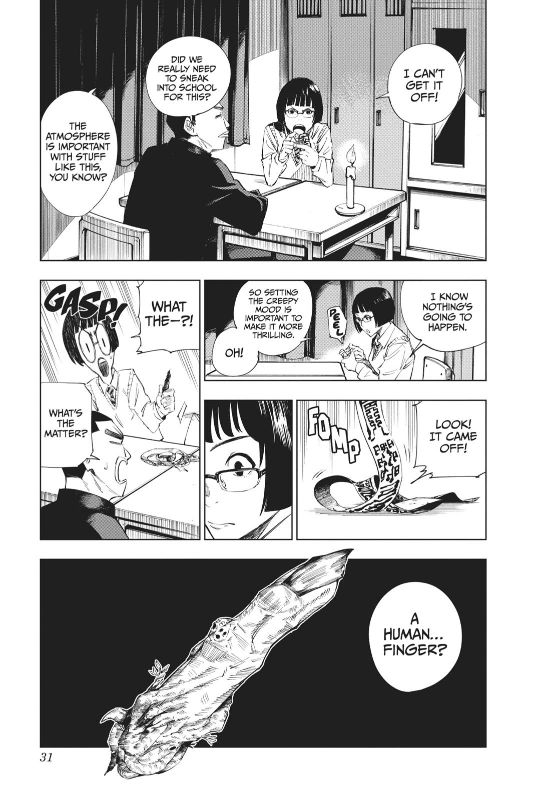 I CAN'T
GET IT
OFF!
DID WE
REALLY NEED
TO SNEAK
INTO SCHOOL
FOR THIS?
THE
ATMOSPHERE
IS IMPORTANT
WITH STUFF
LIKE THIS,
YOU KNOW?
I KNOW
NOTHING'S
GOING TO
HAPPEN.
PEEL
SO SETTING
THE CREEPY
MOOD IS
IMPORTANT TO
MAKE IT MORE
THRILLING.
OH!
LOOK!
IT CAME
OFF!
FOMP
WHAT
THE—?!
GASP!
WHAT'S
THE
MATTER?
A
HUMAN...
FINGER?
31